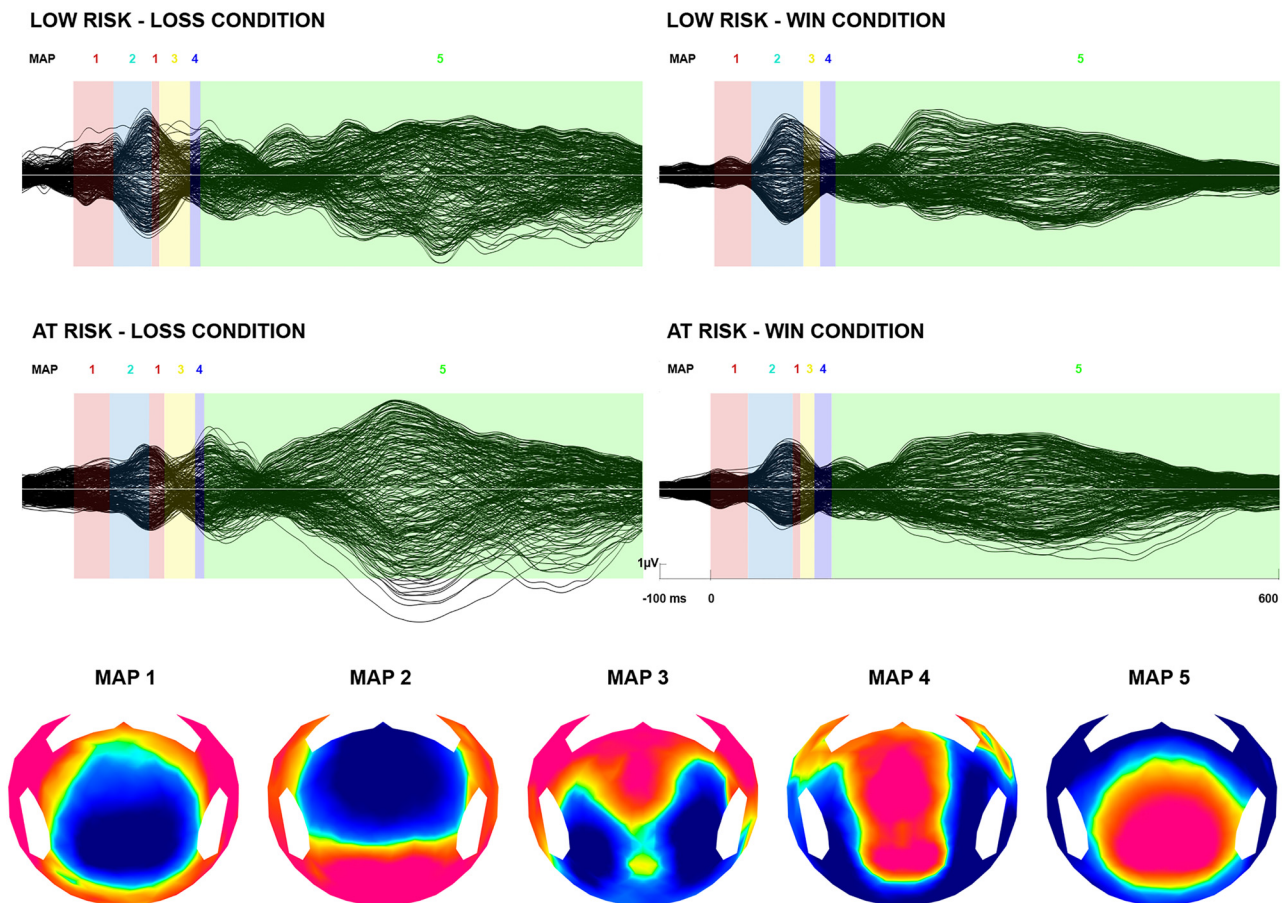 LOW RISK - LOSS CONDITION
MAP 1 2 1 3 4 5
LOW RISK - WIN CONDITION
MAP 1 2 3 4 5
AT RISK - LOSS CONDITION
MAP 1 2 1 3 4 5
AT RISK - WIN CONDITION
MAP 1 2 1 3 4 5
1µV
-100 ms 0 600
MAP 1
MAP 2
MAP 3
MAP 4
MAP 5